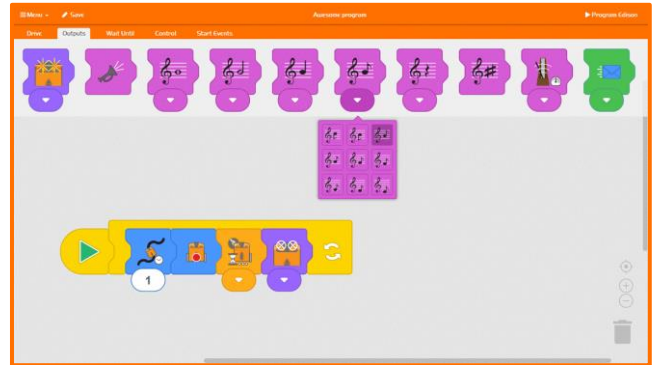 Menu
Save
Awesome program
Program Edison
Drive
Outputs
Wait Until
Control
Start Events
1